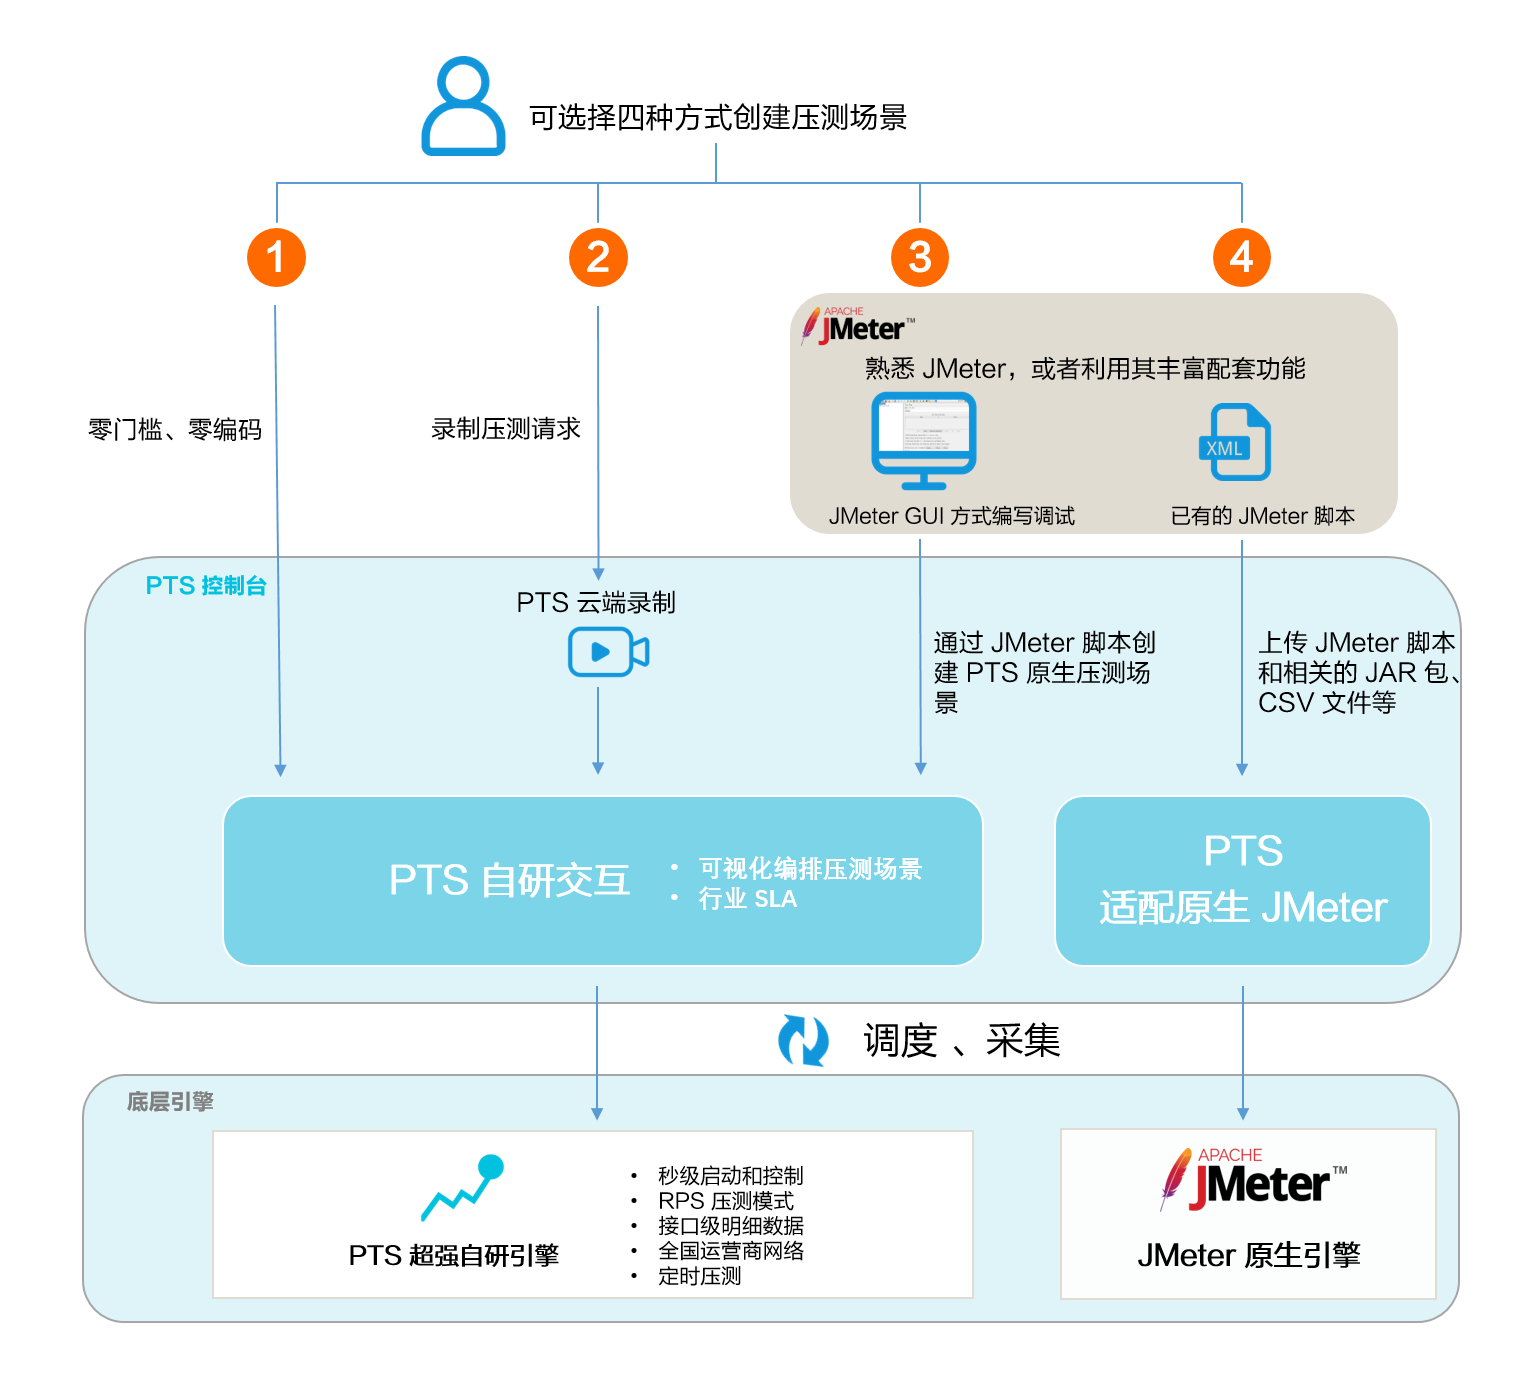 可选择四种方式创建压测场景
1
2
3
4
APACHE
JMeter™
熟悉 JMeter，或者利用其丰富配套功能
零门槛、零编码
录制压测请求
XML
JMeter GUI 方式编写调试
已有的 JMeter 脚本
PTS 控制台
PTS 云端录制
通过 JMeter 脚本创
建 PTS 原生压测场
景
上传 JMeter 脚本
和相关的 JAR 包、
CSV 文件等
PTS 自研交互
• 可视化编排压测场景
• 行业 SLA
PTS
适配原生 JMeter
调度 、采集
底层引擎
PTS 超强自研引擎
• 秒级启动和控制
• RPS 压测模式
• 接口级明细数据
• 全国运营商网络
• 定时压测
APACHE
JMeter™
JMeter 原生引擎